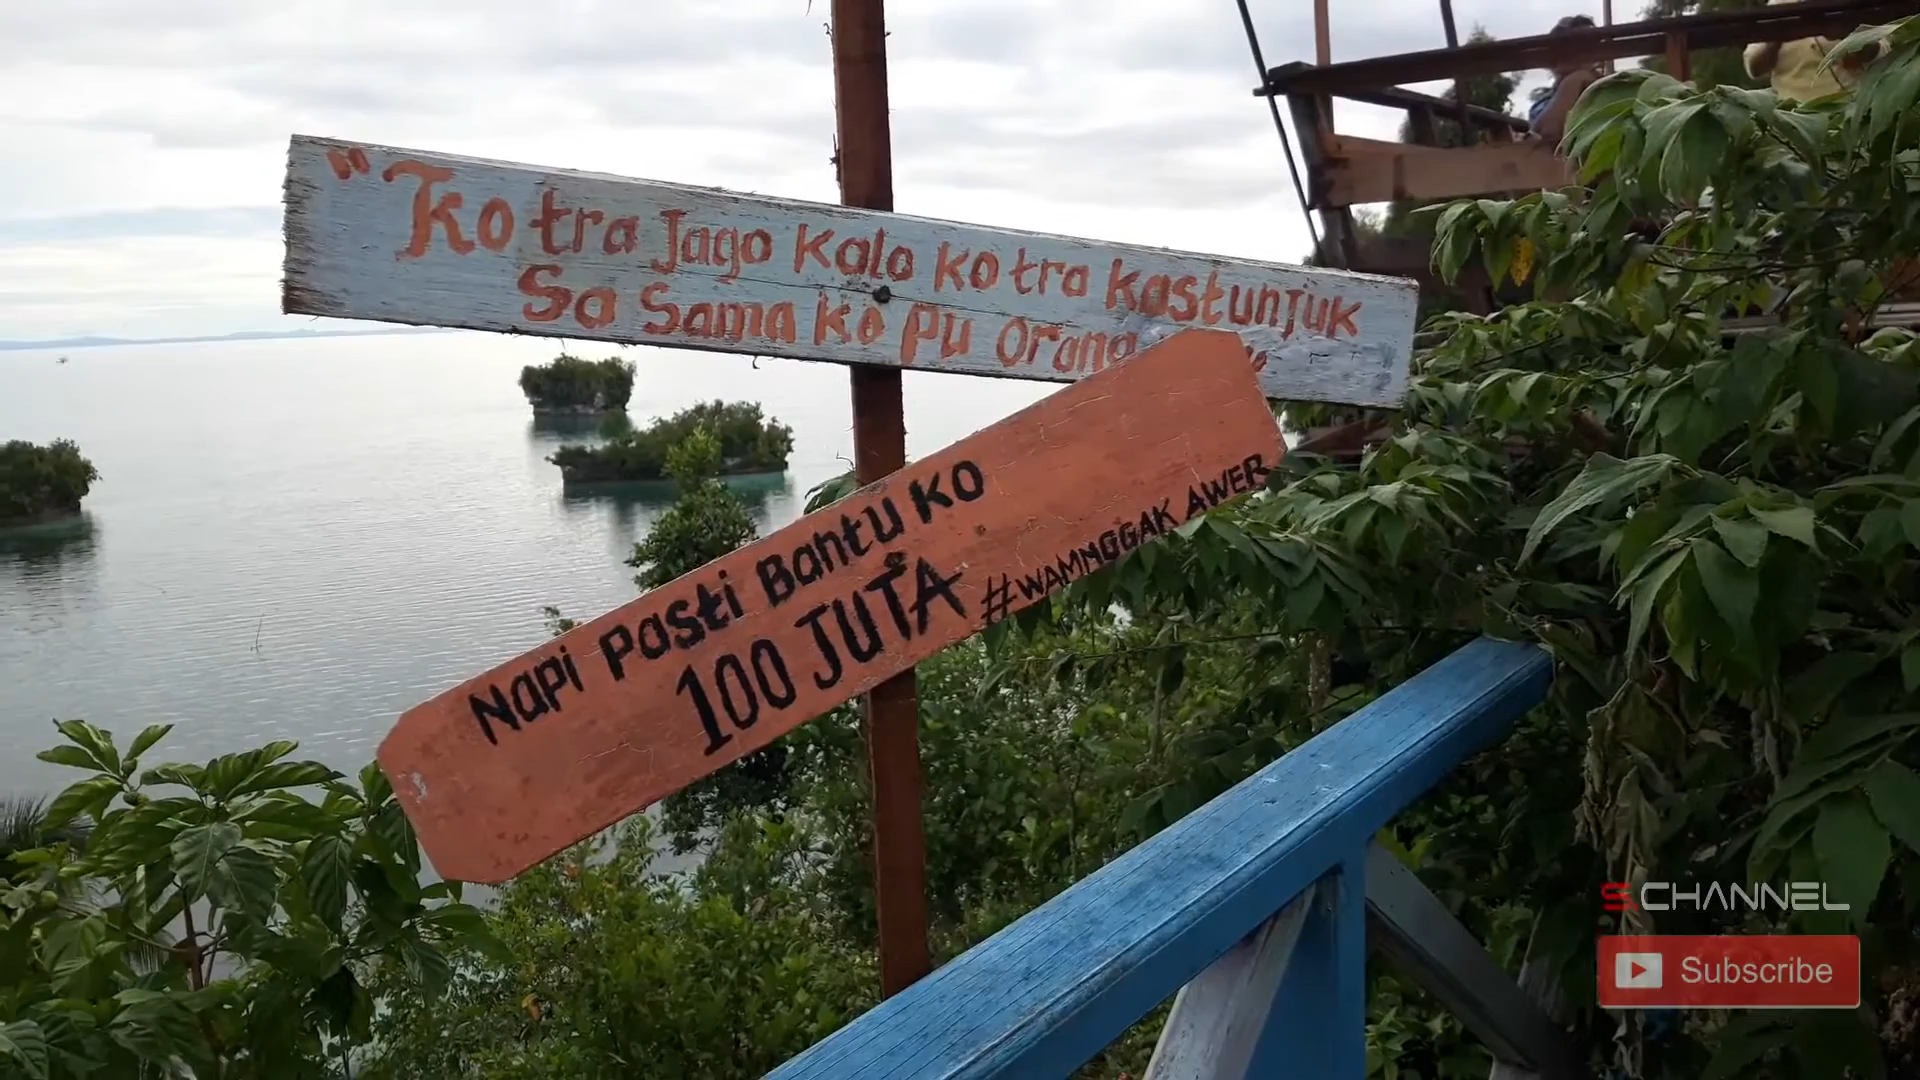 "Ko tra Jago Kalo Ko tra Kastunjuk
Sa Sama Ko Pu Orang
Napi Pasti Bantu Ko
100 JUTA
#WAMNGGAK AWER
S CHANNEL
Subscribe